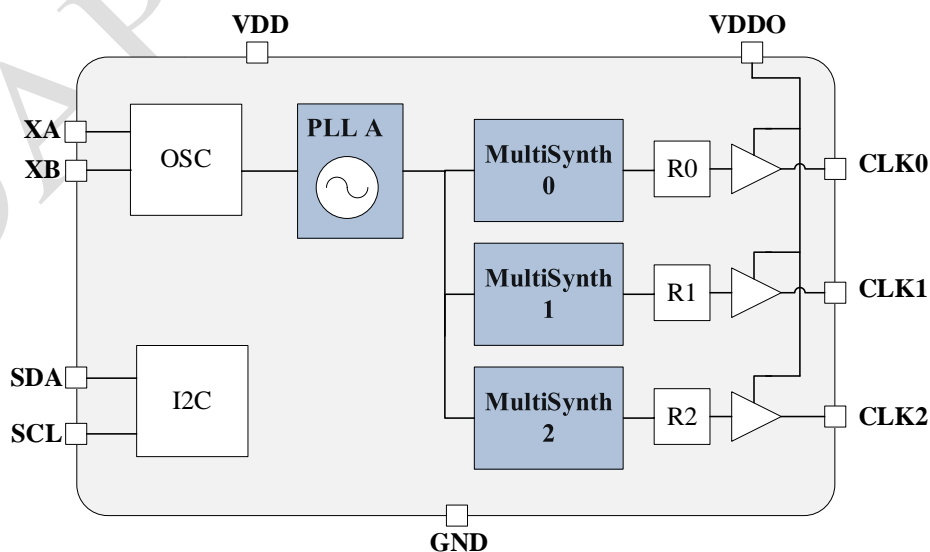 VDD
VDDO
XA
XB
OSC
PLL A
MultiSynth
0
R0
CLK0
MultiSynth
1
R1
CLK1
SDA
SCL
I2C
MultiSynth
2
R2
CLK2
GND